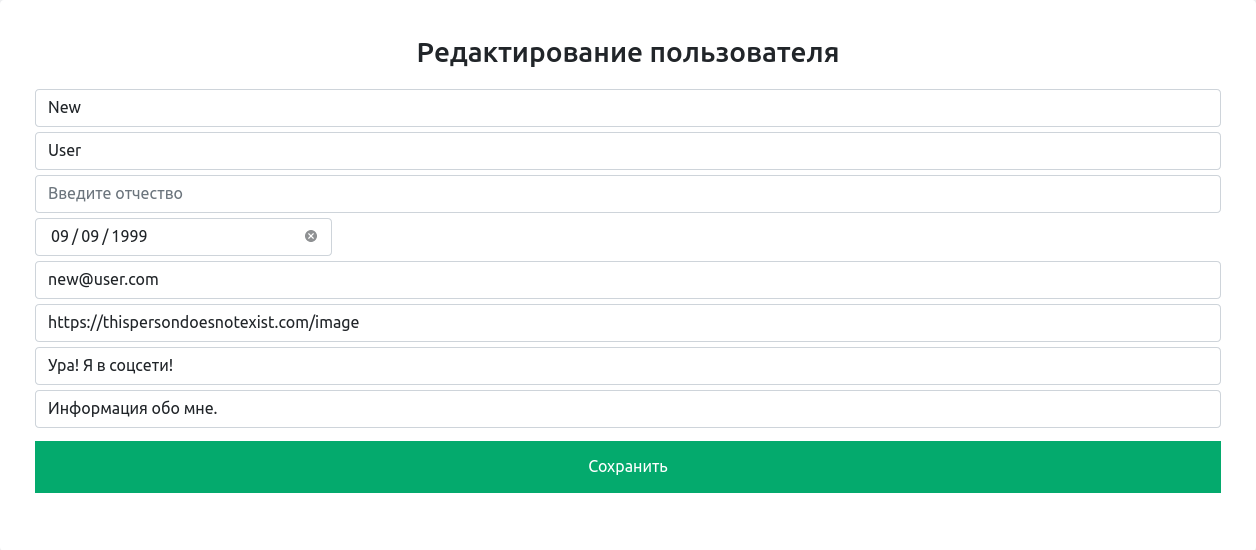 Редактирование пользователя
New
User
Введите отчество
09 / 09 / 1999
new@user.com
https://thispersondoesnotexist.com/image
Ура! Я в соцсети!
Информация обо мне.
Сохранить